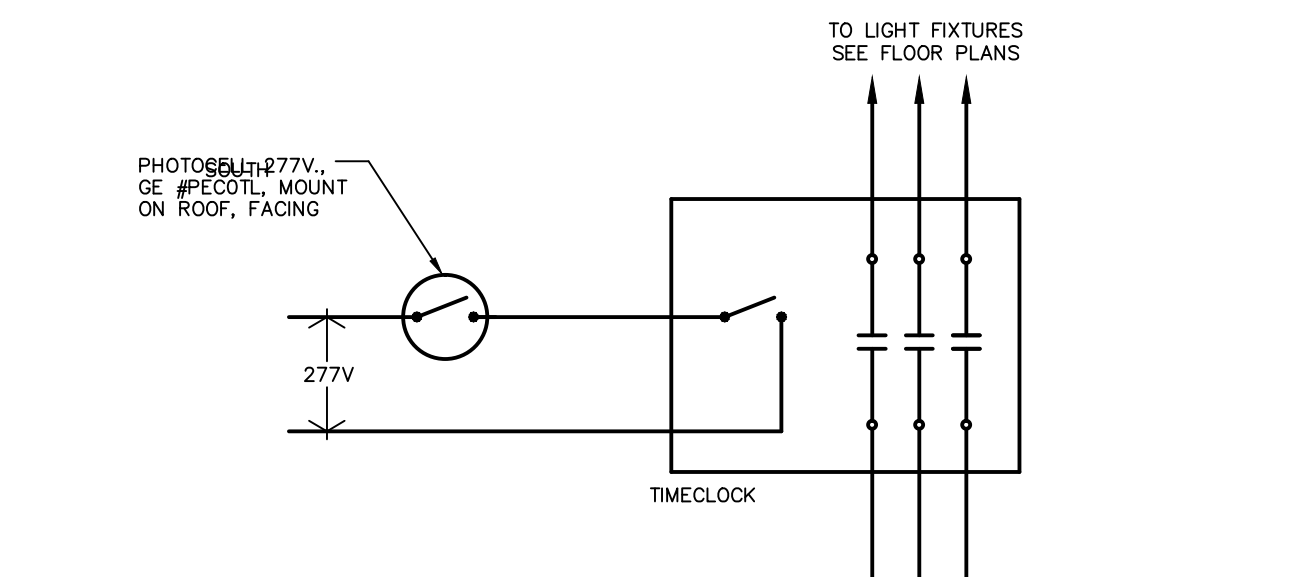 TO LIGHT FIXTURES
SEE FLOOR PLANS
PHOTOCELL 277V.,
SOUTH
GE #PECOTL, MOUNT
ON ROOF, FACING
277V
TIMECLOCK